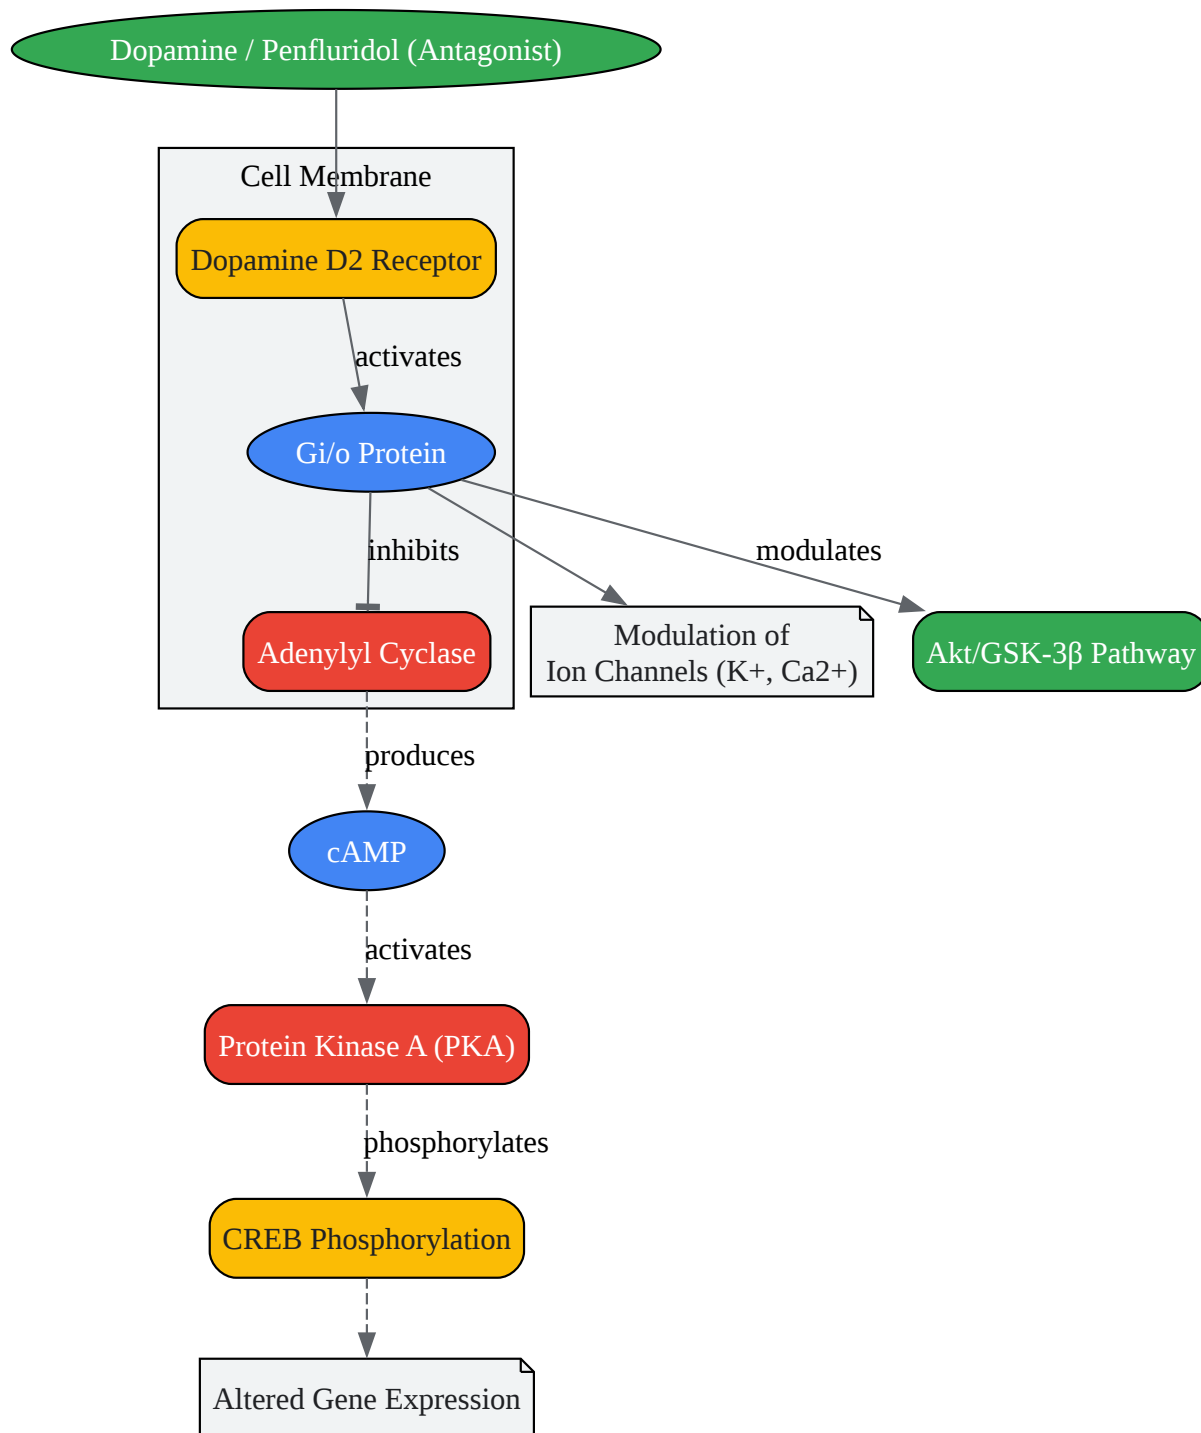 Dopamine / Penfluridol (Antagonist)
Cell Membrane
Dopamine D2 Receptor
activates
Gi/o Protein
inhibits
modulates
Adenylyl Cyclase
Modulation of
Ion Channels (K+, Ca2+)
Akt/GSK-3β Pathway
produces
cAMP
activates
Protein Kinase A (PKA)
phosphorylates
CREB Phosphorylation
Altered Gene Expression